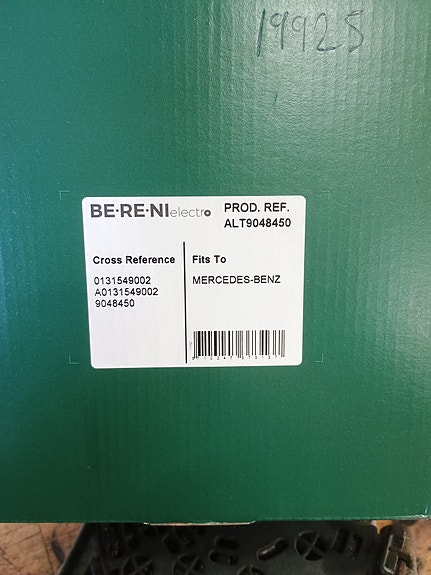 19925
BE·RE·NI electro
PROD. REF.
ALT9048450
Cross Reference
0131549002
A0131549002
9048450
Fits To
MERCEDES-BENZ